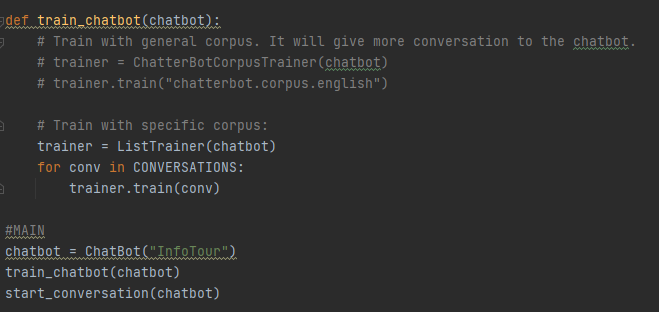 def train_chatbot(chatbot):
    # Train with general corpus. It will give more conversation to the chatbot.
    # trainer = ChatterBotCorpusTrainer(chatbot)
    # trainer.train("chatterbot.corpus.english")

    # Train with specific corpus:
    trainer = ListTrainer(chatbot)
    for conv in CONVERSATIONS:
        trainer.train(conv)

#MAIN
chatbot = ChatBot("InfoTour")
train_chatbot(chatbot)
start_conversation(chatbot)